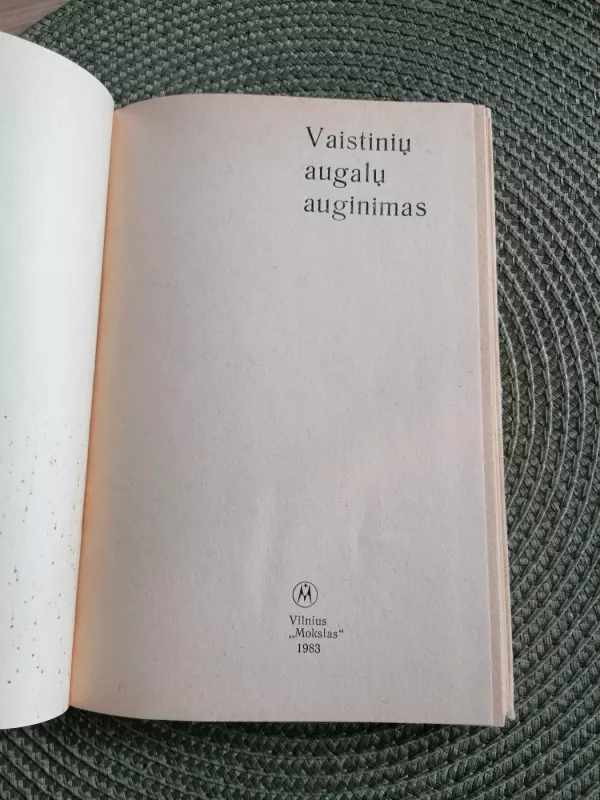 Vaistinių
augalų
auginimas
Vilnius
„Mokslas“
1983